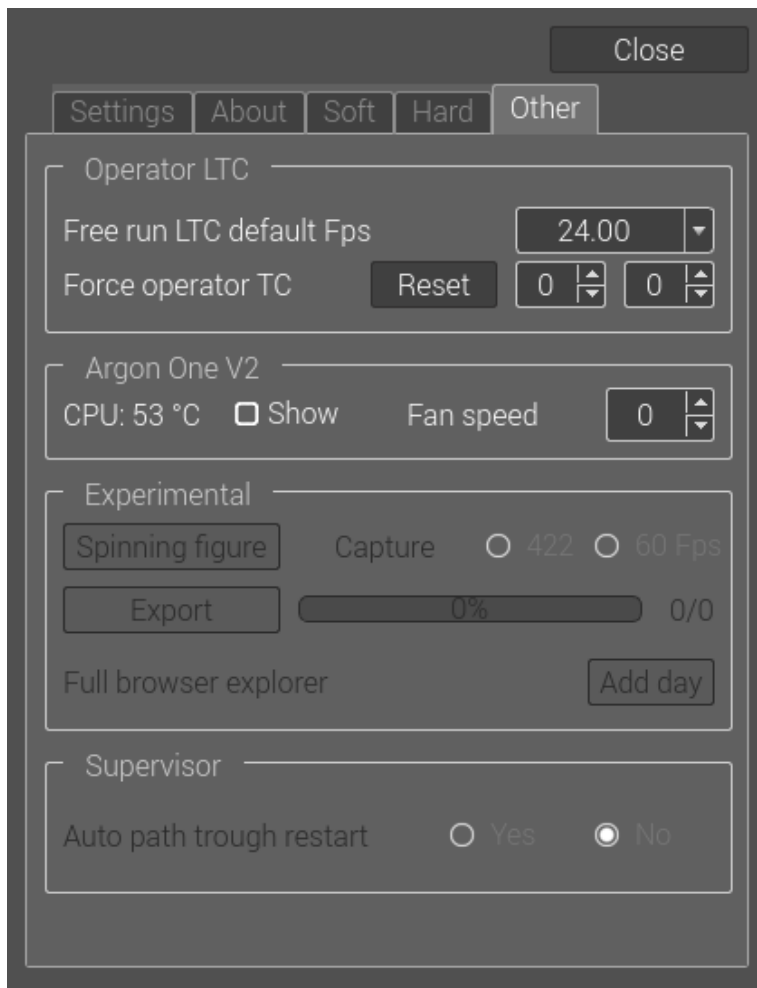 Close
Settings About Soft Hard Other
Operator LTC
Free run LTC default Fps 24.00
Force operator TC Reset 0 0
Argon One V2
CPU: 53 °C Show Fan speed 0
Experimental
Spinning figure Capture 422 60 Fps
Export 0% 0/0
Full browser explorer Add day
Supervisor
Auto path trough restart Yes No